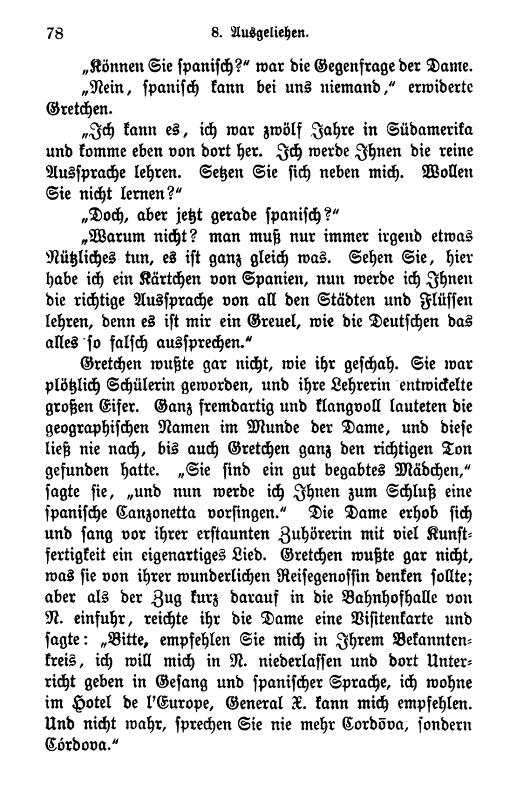 78 8. Ausgeliehen.
„Können Sie spanisch?“ war die Gegenfrage der Dame.
„Nein, spanisch kann bei uns niemand,“ erwiderte
Gretchen.
„Ich kann es, ich war zwölf Jahre in Südamerika
und komme eben von dort her. Ich werde Ihnen die reine
Aussprache lehren. Setzen Sie sich neben mich. Wollen
Sie nicht lernen?“
„Doch, aber jetzt gerade spanisch?“
„Warum nicht? man muß nur immer irgend etwas
Nützliches tun, es ist ganz gleich was. Sehen Sie, hier
habe ich ein Kärtchen von Spanien, nun werde ich Ihnen
die richtige Aussprache von all den Städten und Flüssen
lehren, denn es ist mir ein Greuel, wie die Deutschen das
alles so falsch aussprechen.“
Gretchen wußte gar nicht, wie ihr geschah. Sie war
plötzlich Schülerin geworden, und ihre Lehrerin entwickelte
großen Eifer. Ganz fremdartig und klangvoll lauteten die
geographischen Namen im Munde der Dame, und diese
ließ nie nach, bis auch Gretchen ganz den richtigen Ton
gefunden hatte. „Sie sind ein gut begabtes Mädchen,“
sagte sie, „und nun werde ich Ihnen zum Schluß eine
spanische Canzonetta vorsingen.“ Die Dame erhob sich
und sang vor ihrer erstaunten Zuhörerin mit viel Kunst-
fertigkeit ein eigenartiges Lied. Gretchen wußte gar nicht,
was sie von ihrer wunderlichen Reisegenossin denken sollte;
aber als der Zug kurz darauf in die Bahnhofhalle von
N. einfuhr, reichte ihr die Dame eine Visitenkarte und
sagte: „Bitte, empfehlen Sie mich in Ihrem Bekannten-
kreis, ich will mich in N. niederlassen und dort Unter-
richt geben in Gesang und spanischer Sprache, ich wohne
im Hotel de l'Europe, General X. kann mich empfehlen.
Und nicht wahr, sprechen Sie nie mehr Cordōva, sondern
Córdova.“